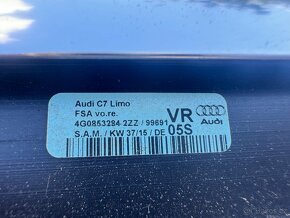 Audi C7 Limo
FSA vo.re.
4G0853284 2ZZ / 99691
S.A.M. / KW 37/15 / DE
VR
05S
Audi